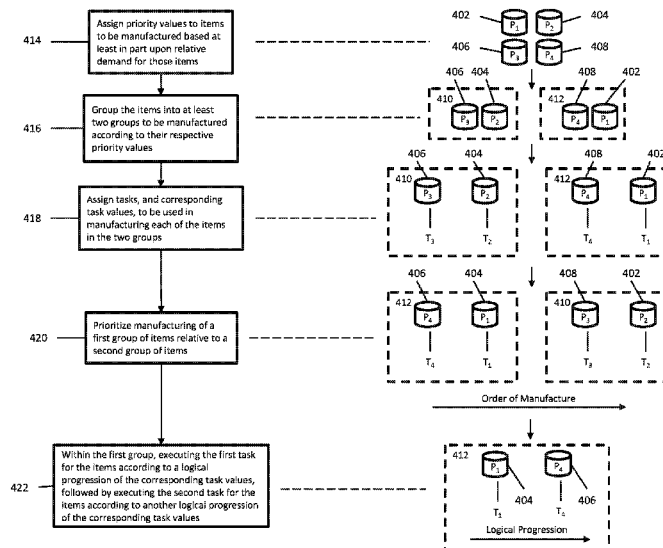 414
Assign priority values to items
to be manufactured based at
least in part upon relative
demand for those items
402
P1
P2
404
406
P3
P4
408
416
Group the items into at least
two groups to be manufactured
according to their respective
priority values
406
404
410
P3
P2
408
402
412
P4
P1
418
Assign tasks, and corresponding
task values, to be used in
manufacturing each of the items
in the two groups
406
404
410
P3
P2
T3
T2
408
402
412
P4
P1
T4
T1
420
Prioritize manufacturing of a
first group of items relative to a
second group of items
406
404
412
P4
P1
T4
T1
408
402
410
P3
P2
T3
T2
Order of Manufacture
422
Within the first group, executing the first task
for the items according to a logical
progression of the corresponding task values,
followed by executing the second task for the
items according to another logical progression
of the corresponding task values
412
P1
P4
404
406
T1
T4
Logical Progression